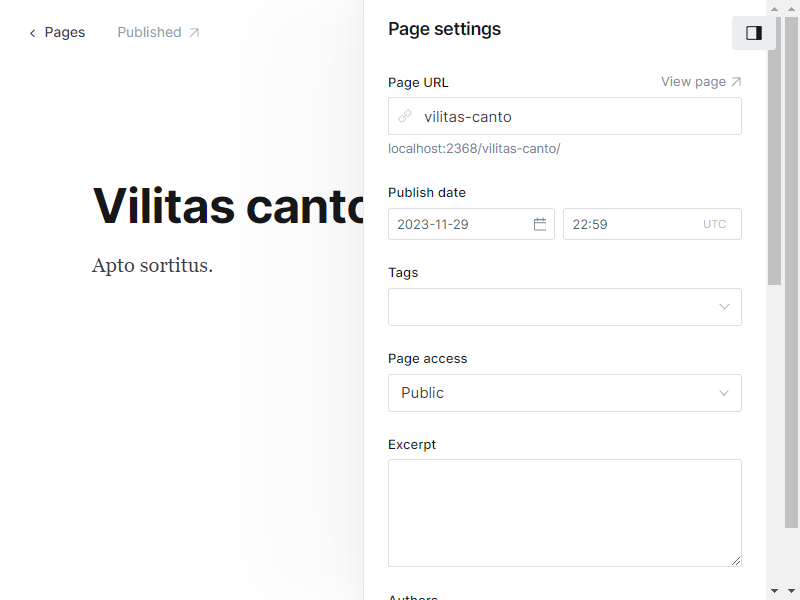 Pages
Published
Vilitas canto
Apto sortitus.
Page settings
Page URL
View page
vilitas-canto
localhost:2368/vilitas-canto/
Publish date
2023-11-29
22:59
UTC
Tags
Page access
Public
Excerpt
Authors